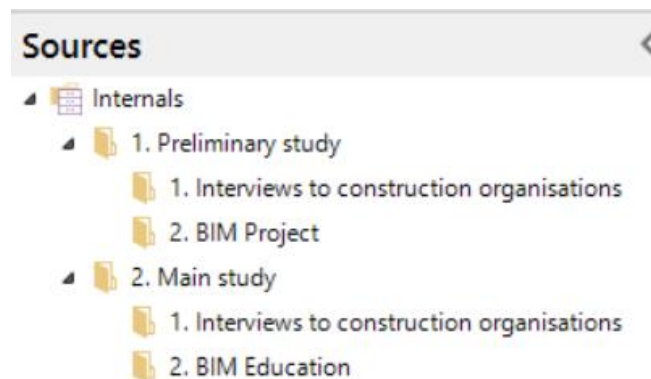 Sources
Internals
1. Preliminary study
1. Interviews to construction organisations
2. BIM Project
2. Main study
1. Interviews to construction organisations
2. BIM Education